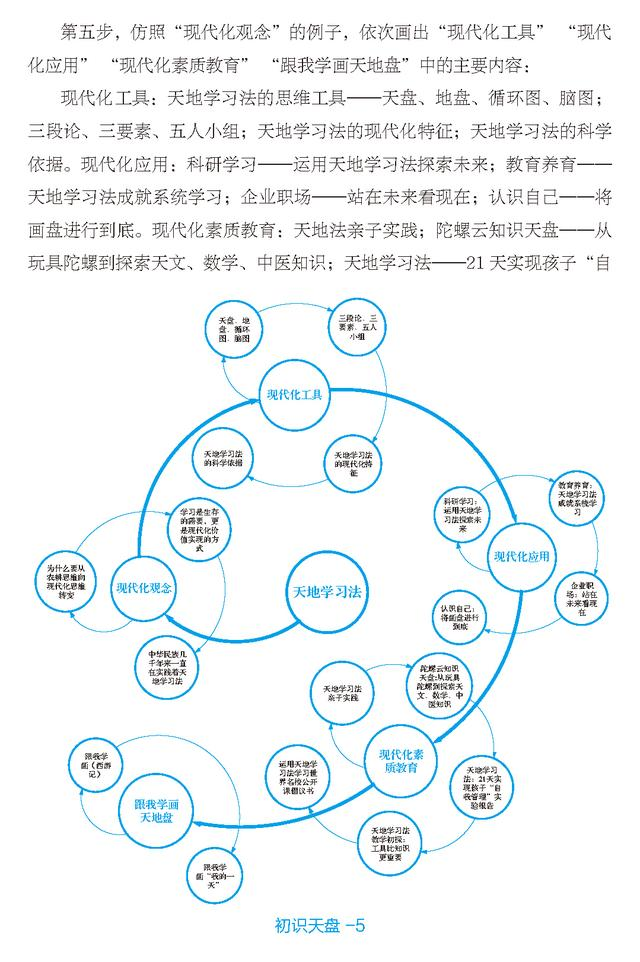 第五步，仿照“现代化观念”的例子，依次画出“现代化工具” “现代
化应用” “现代化素质教育” “跟我学画天地盘”中的主要内容：
现代化工具：天地学习法的思维工具——天盘、地盘、循环图、脑图；
三段论、三要素、五人小组；天地学习法的现代化特征；天地学习法的科学
依据。现代化应用：科研学习——运用天地学习法探索未来；教育养育——
天地学习法成就系统学习；企业职场——站在未来看现在；认识自己——将
画盘进行到底。现代化素质教育：天地法亲子实践；陀螺云知识天盘——从
玩具陀螺到探索天文、数学、中医知识；天地学习法——21天实现孩子“自
天盘、地
盘、循环
图、脑图
三段论、三
要素、五人
小组
现代化工具
天地学习法
的科学依据
天地学习法
的现代化特
征
科研学习：
运用天地学
习法探索未
来
教育养育：
天地学习法
成就系统学
习
现代化应用
企业职
场：站在
未来看现
在
认识自己：
将画盘进行
到底
学习是生存
的需要，更
是现代化价
值实现的方
式
为什么要从
农耕思维向
现代化思维
转变
现代化观念
中华民族几
千年来一直
在实践着天
地学习法
天地学习法
天地学习法
亲子实践
陀螺云知识
天盘:从玩具
陀螺到探索天
文、数学、中
医知识
现代化素
质教育
天地学习
法：21天实
现孩子“自
我管理”实
验报告
天地学习法
教学初探：
工具比知识
更重要
运用天地学
习法学习世
界名校公开
课倡议书
跟我学
画《西游
记》
跟我学画
天地盘
跟我学
画“我的一
天”
初识天盘 -5